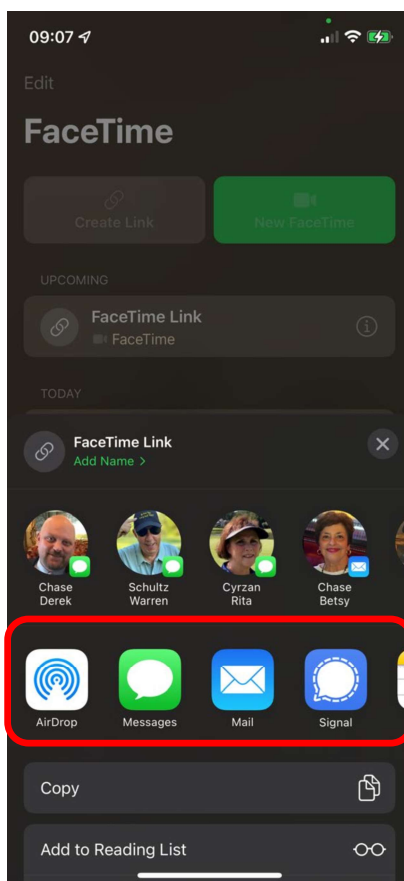 09:07
Edit
FaceTime
Create Link
New FaceTime
UPCOMING
FaceTime Link
FaceTime
TODAY
FaceTime Link
Add Name >
Chase
Derek
Schultz
Warren
Cyrzan
Rita
Chase
Betsy
AirDrop
Messages
Mail
Signal
Copy
Add to Reading List